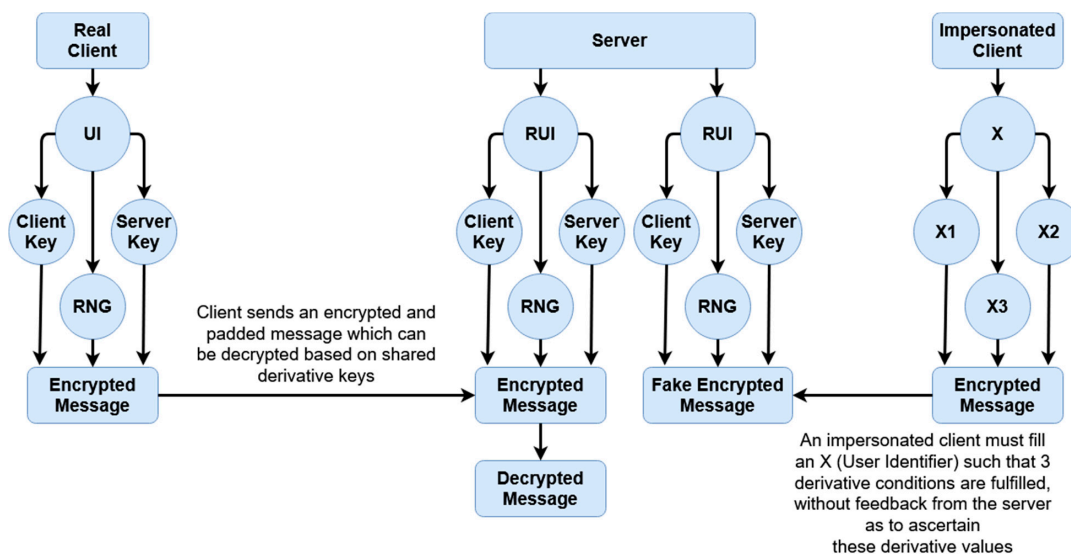 Real
Client
Server
Impersonated
Client
UI
RUI
RUI
X
Client
Key
Server
Key
Client
Key
Server
Key
Client
Key
Server
Key
X1
X2
RNG
RNG
RNG
X3
Client sends an encrypted and
padded message which can
be decrypted based on shared
derivative keys
Encrypted
Message
Encrypted
Message
Fake Encrypted
Message
Encrypted
Message
Decrypted
Message
An impersonated client must fill
an X (User Identifier) such that 3
derivative conditions are fulfilled,
without feedback from the server
as to ascertain
these derivative values